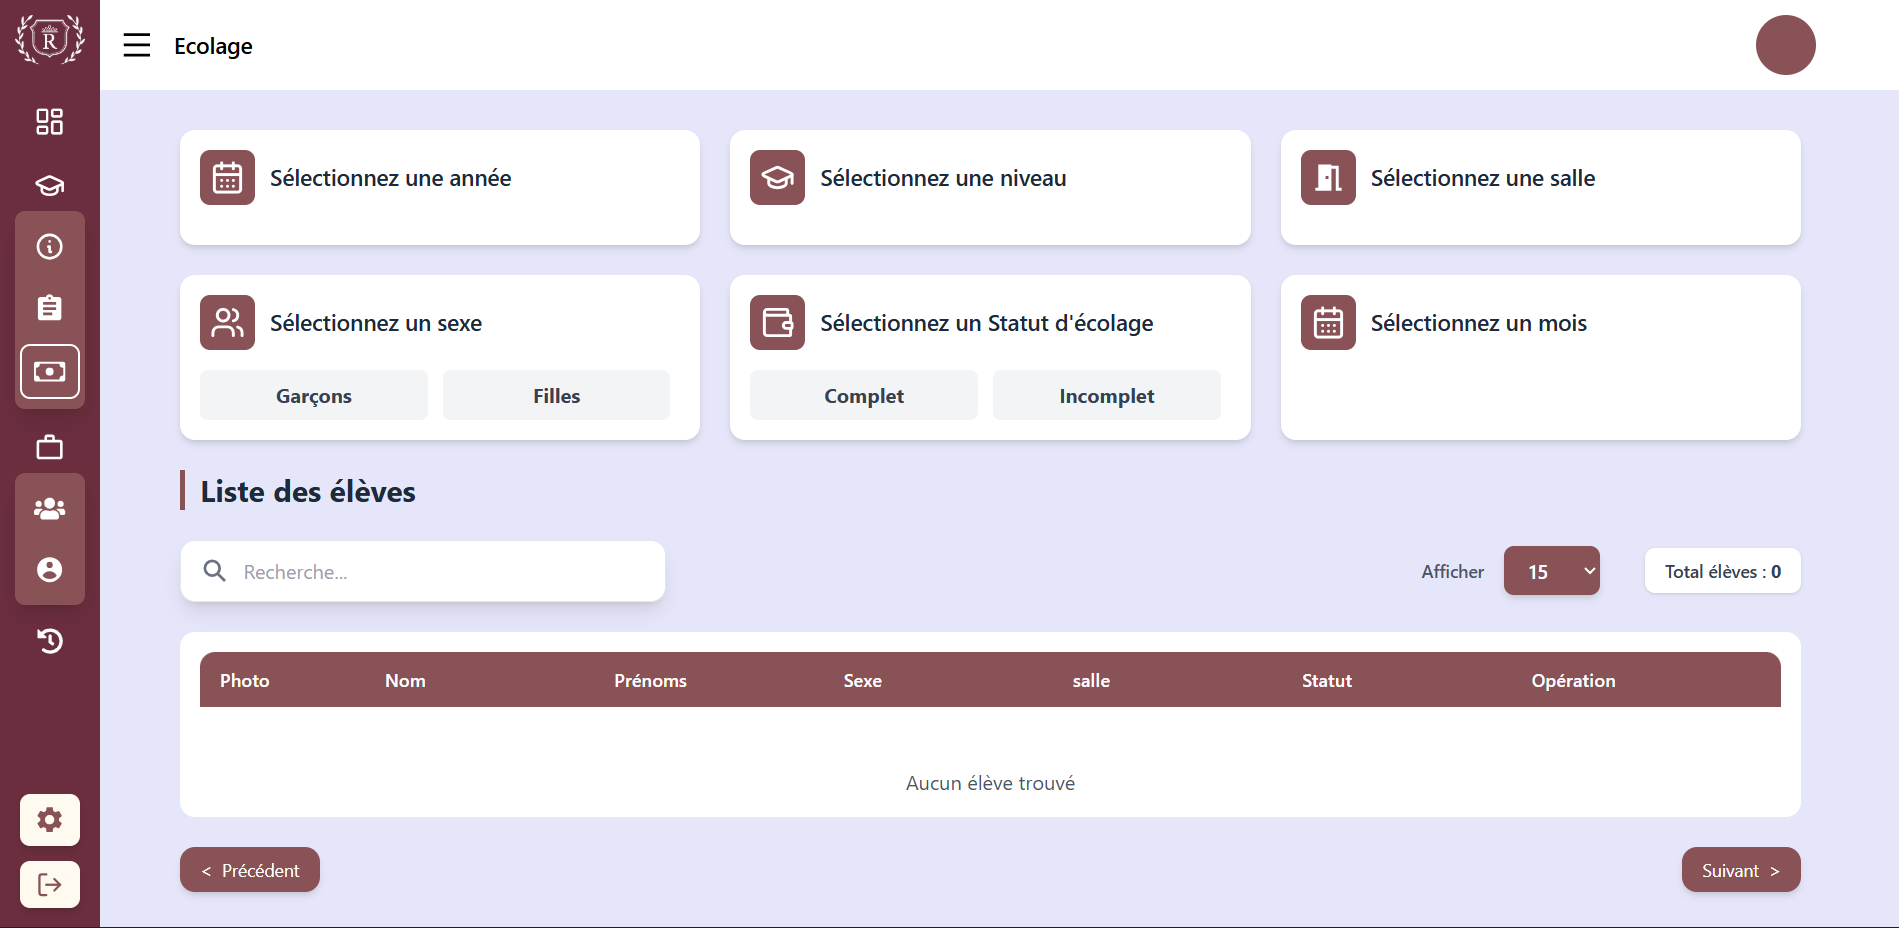 R
Ecolage
Sélectionnez une année
Sélectionnez une niveau
Sélectionnez une salle
Sélectionnez un sexe
Garçons
Filles
Sélectionnez un Statut d'écolage
Complet
Incomplet
Sélectionnez un mois
Liste des élèves
Recherche...
Afficher
15
Total élèves : 0
Photo Nom Prénoms Sexe salle Statut Opération
Aucun élève trouvé
< Précédent
Suivant >